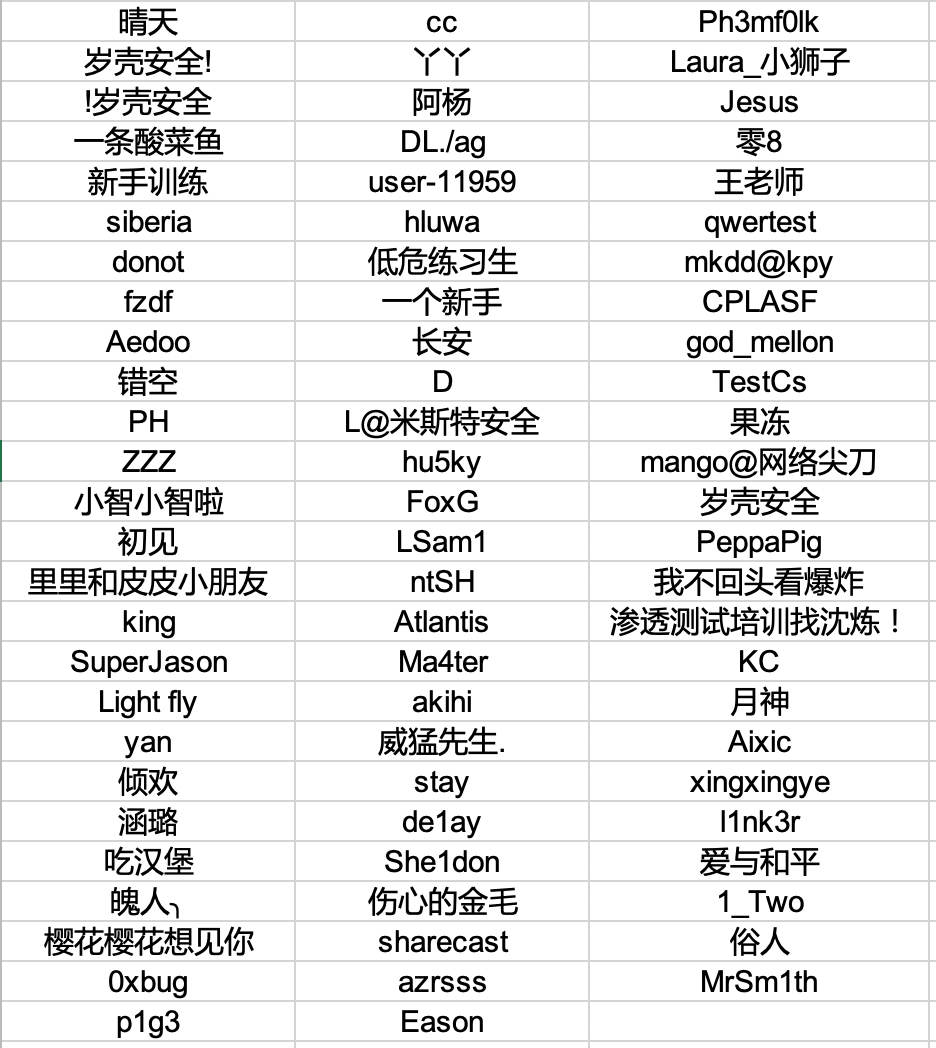 晴天 cc Ph3mf0lk
岁壳安全! 丫丫 Laura_小狮子
!岁壳安全 阿杨 Jesus
一条酸菜鱼 DL./ag 零8
新手训练 user-11959 王老师
siberia hluwa qwertest
donot 低危练习生 mkdd@kpy
fzdf 一个新手 CPLASF
Aedoo 长安 god_mellon
错空 D TestCs
PH L@米斯特安全 果冻
ZZZ hu5ky mango@网络尖刀
小智小智啦 FoxG 岁壳安全
初见 LSam1 PeppaPig
里里和皮皮小朋友 ntSH 我不回头看爆炸
king Atlantis 渗透测试培训找沈炼！
SuperJason Ma4ter KC
Light fly akihi 月神
yan 威猛先生. Aixic
倾欢 stay xingxingye
涵璐 de1ay l1nk3r
吃汉堡 She1don 爱与和平
魄人╮ 伤心的金毛 1_Two
樱花樱花想见你 sharecast 俗人
0xbug azrsss MrSm1th
p1g3 Eason